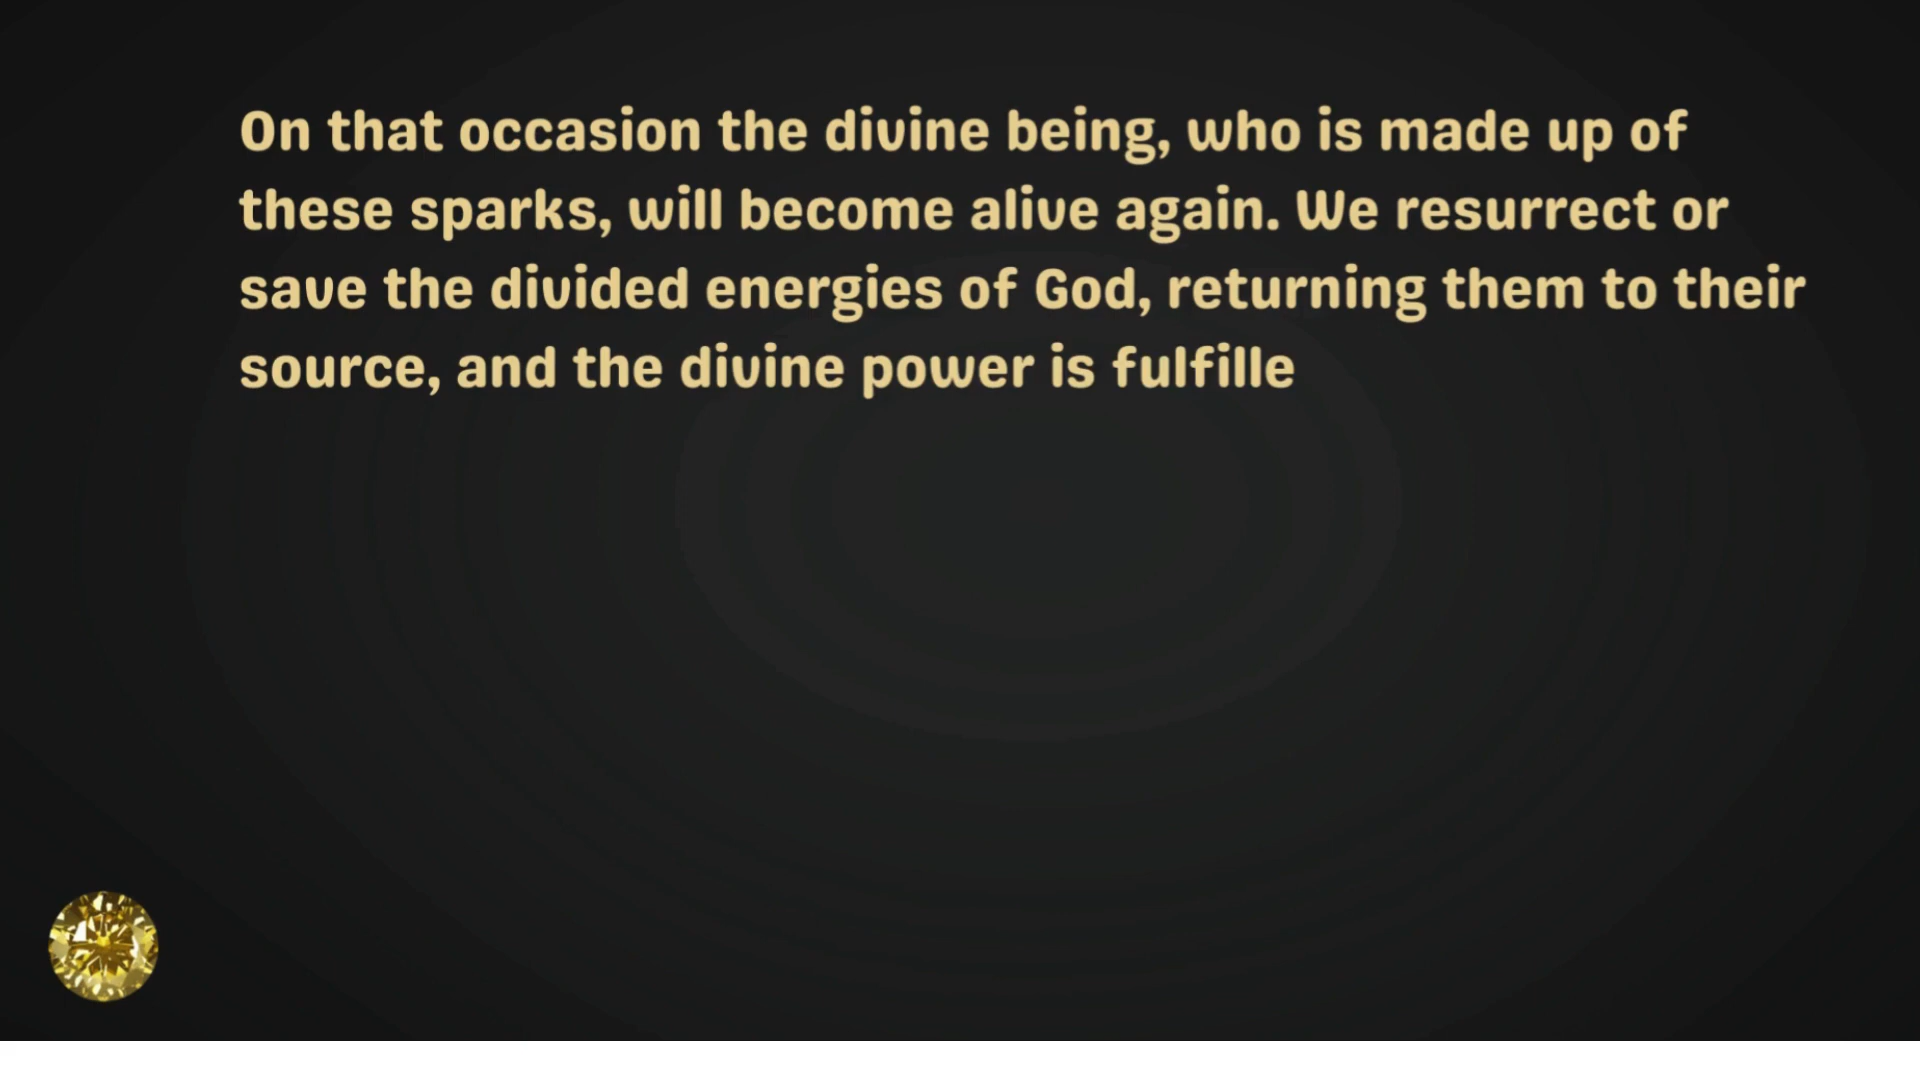 On that occasion the divine being, who is made up of
these sparks, will become alive again. We resurrect or
save the divided energies of God, returning them to their
source, and the divine power is fulfille